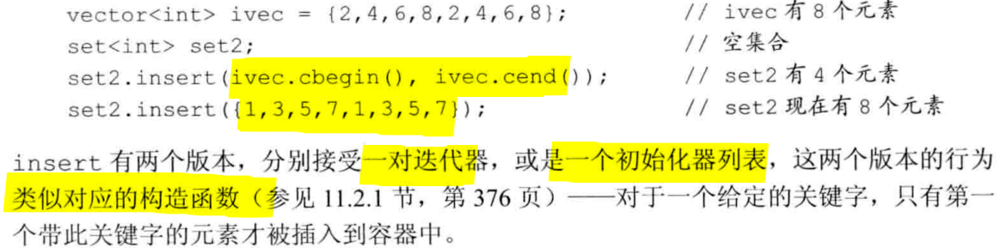 vector<int> ivec = {2,4,6,8,2,4,6,8}; // ivec 有 8 个元素
set<int> set2; // 空集合
set2.insert(ivec.cbegin(), ivec.cend()); // set2 有 4 个元素
set2.insert({1,3,5,7,1,3,5,7}); // set2 现在有 8 个元素
insert 有两个版本，分别接受一对迭代器，或是一个初始化器列表，这两个版本的行为
类似对应的构造函数（参见 11.2.1 节，第 376 页）——对于一个给定的关键字，只有第一
个带此关键字的元素才被插入到容器中。